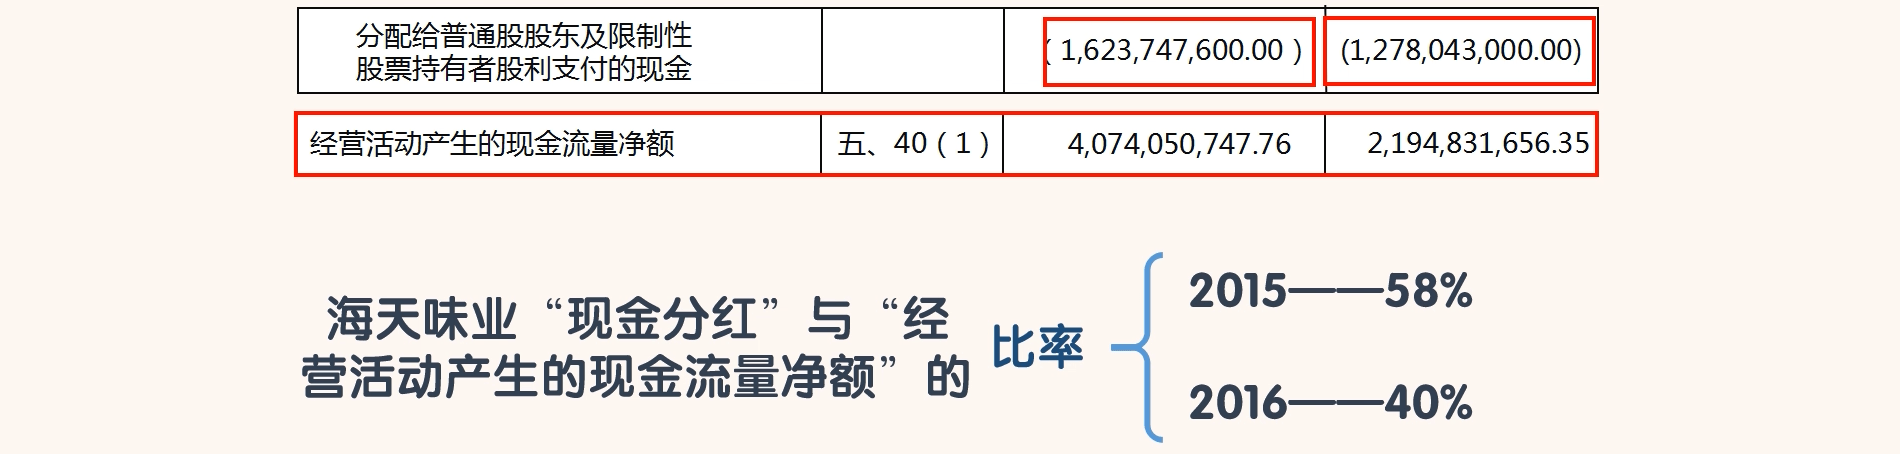 分配给普通股股东及限制性
股票持有者股利支付的现金
( 1,623,747,600.00 ) (1,278,043,000.00)
经营活动产生的现金流量净额 五、40 ( 1 ) 4,074,050,747.76 2,194,831,656.35
海天味业“现金分红”与“经
营活动产生的现金流量净额”的
比率
2015——58%
2016——40%